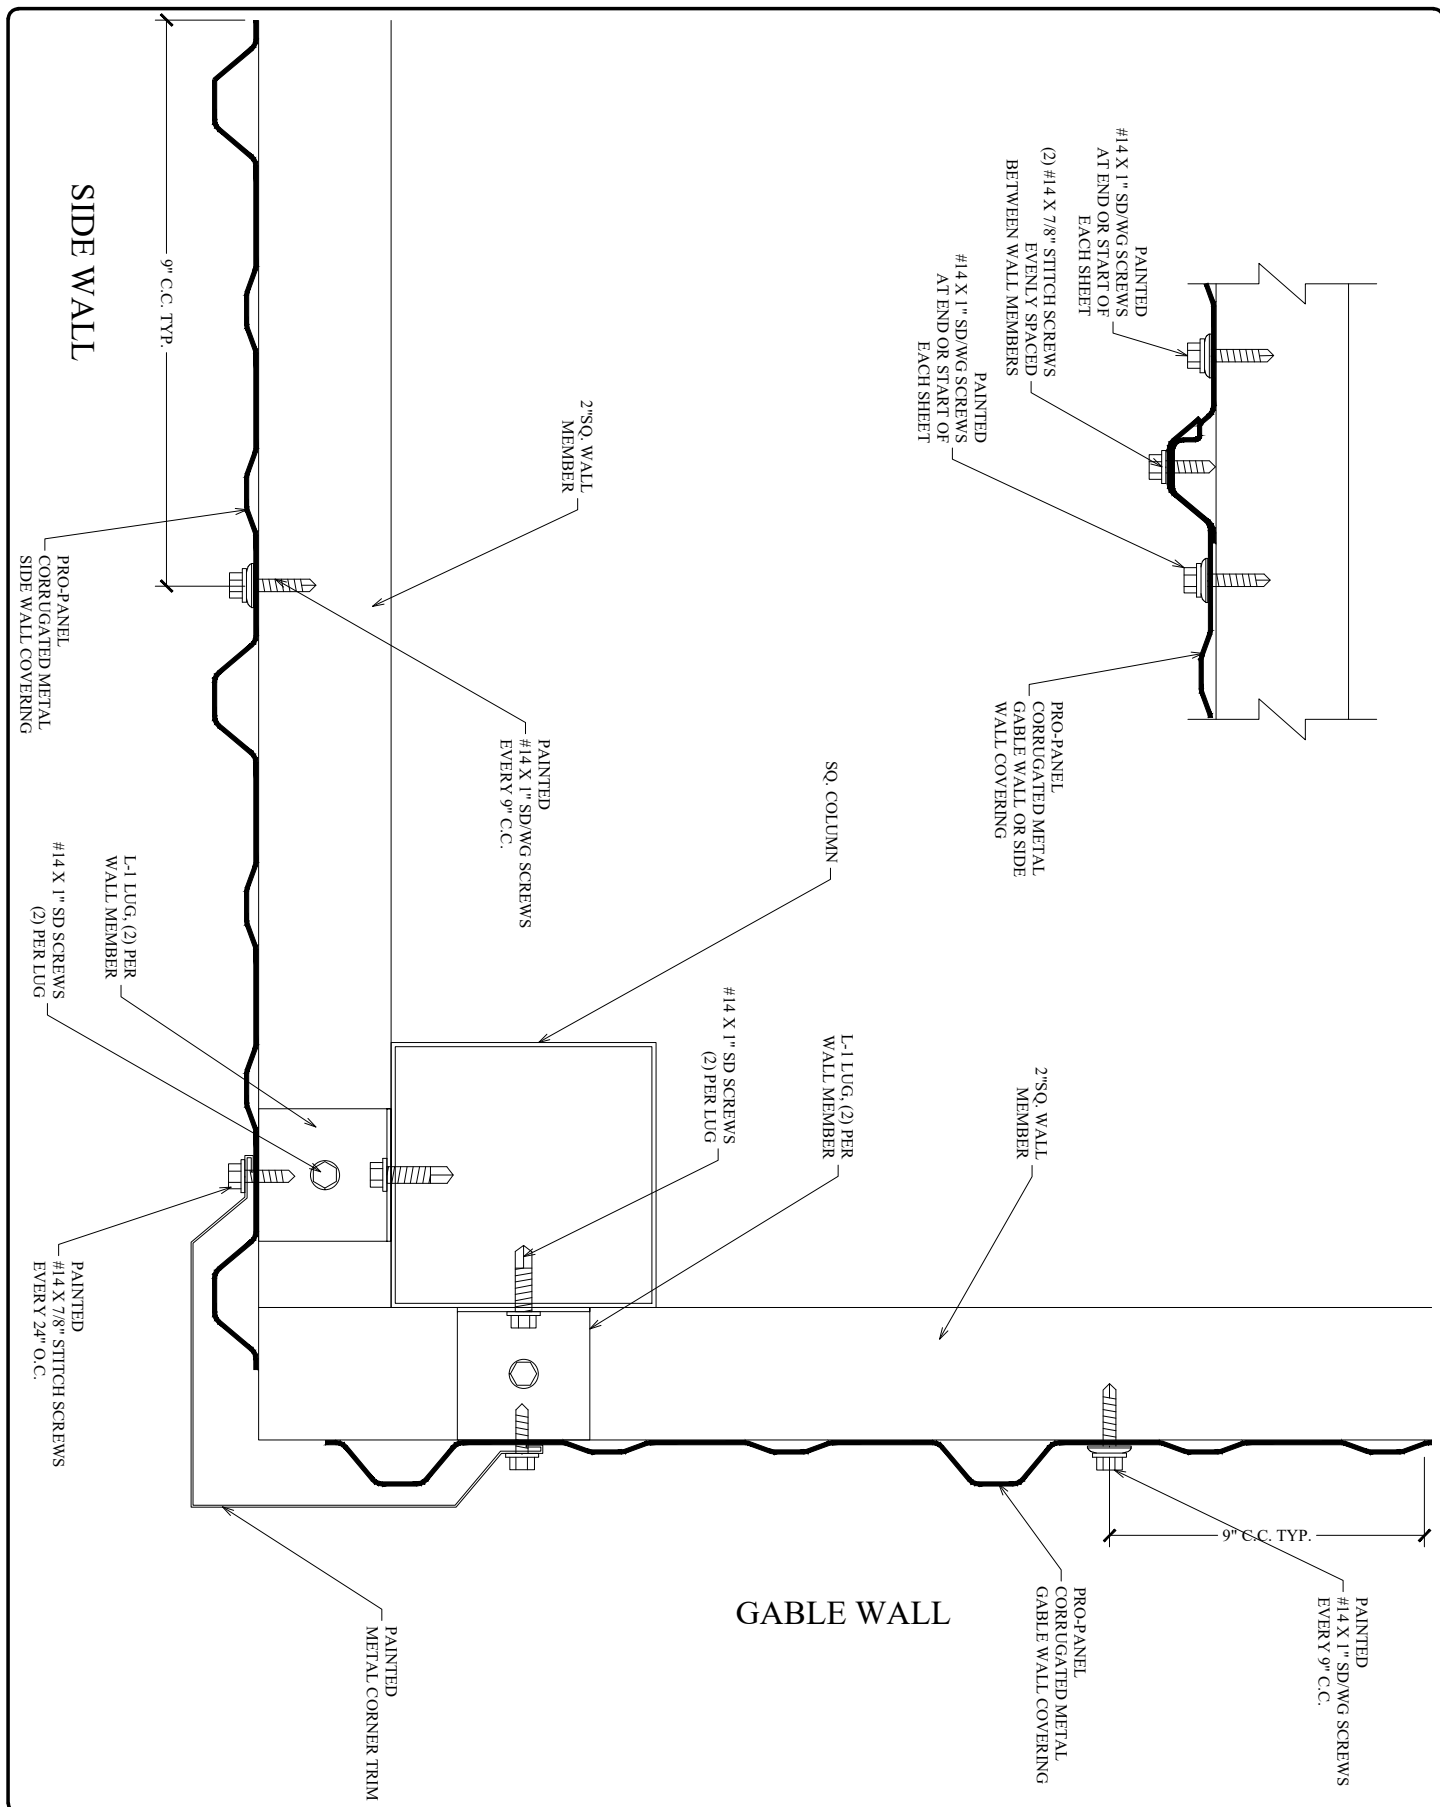 PAINTED
#14 X 1" SD/WG SCREWS
AT END OR START OF
EACH SHEET
(2) #14 X 7/8" STITCH SCREWS
EVENLY SPACED
BETWEEN WALL MEMBERS
PAINTED
#14 X 1" SD/WG SCREWS
AT END OR START OF
EACH SHEET
PRO-PANEL
CORRUGATED METAL
GABLE WALL OR SIDE
WALL COVERING
SIDE WALL
9" C.C. TYP.
2"SQ. WALL
MEMBER
PRO-PANEL
CORRUGATED METAL
SIDE WALL COVERING
PAINTED
#14 X 1" SD/WG SCREWS
EVERY 9" C.C.
SQ. COLUMN
L-1 LUG, (2) PER
WALL MEMBER
#14 X 1" SD SCREWS
(2) PER LUG
#14 X 1" SD SCREWS
(2) PER LUG
L-1 LUG, (2) PER
WALL MEMBER
2"SQ. WALL
MEMBER
PAINTED
#14 X 7/8" STITCH SCREWS
EVERY 24" O.C.
9" C.C. TYP.
GABLE WALL
PAINTED
#14 X 1" SD/WG SCREWS
EVERY 9" C.C.
PRO-PANEL
CORRUGATED METAL
GABLE WALL COVERING
PAINTED
METAL CORNER TRIM